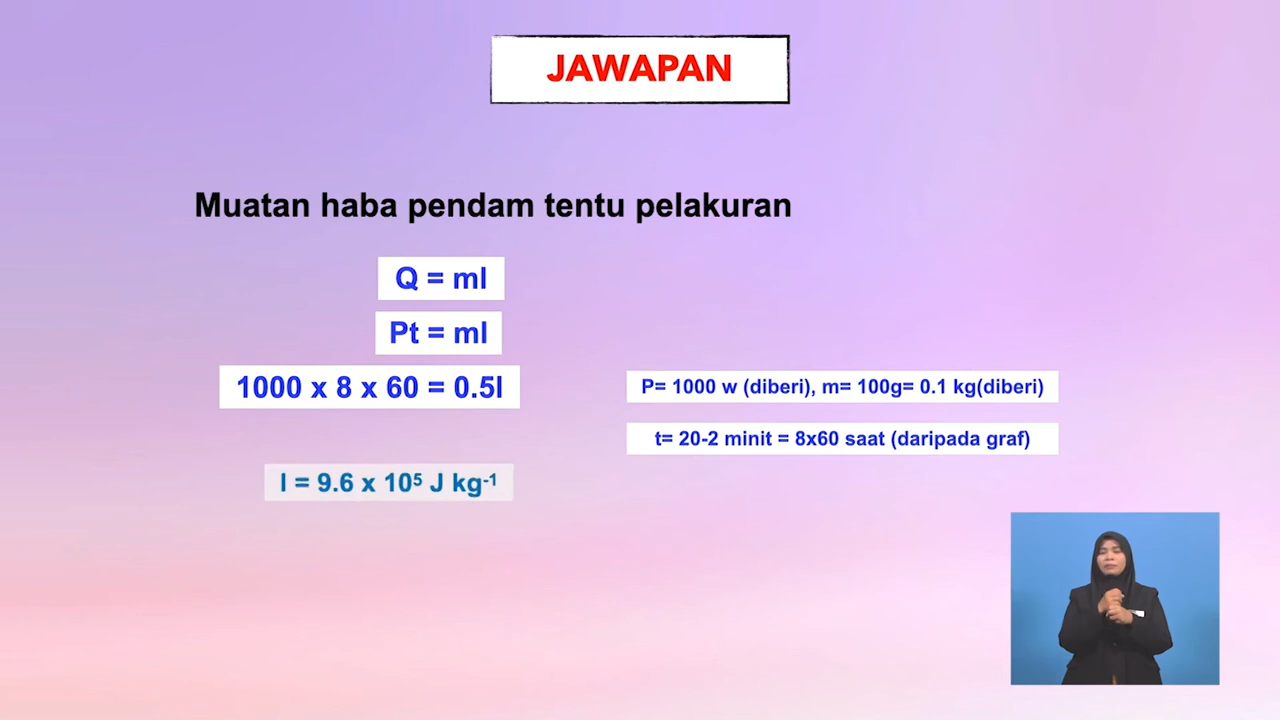 JAWAPAN
Muatan haba pendam tentu pelakuran
Q = ml
Pt = ml
1000 x 8 x 60 = 0.5l
P= 1000 w (diberi), m= 100g= 0.1 kg(diberi)
t= 20-2 minit = 8x60 saat (daripada graf)
l = 9.6 x 10⁵ J kg⁻¹